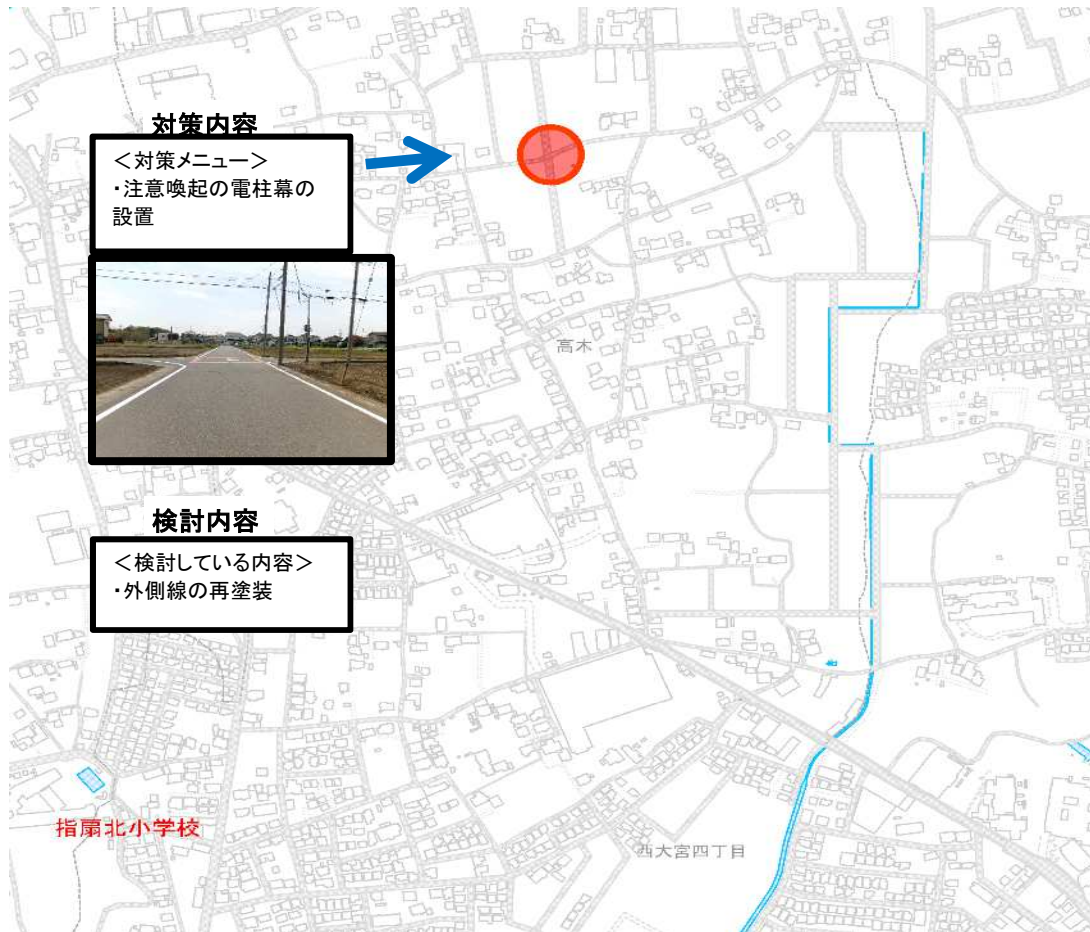 対策内容
＜対策メニュー＞
・注意喚起の電柱幕の
設置
高木
検討内容
＜検討している内容＞
・外側線の再塗装
指扇北小学校
西大宮四丁目